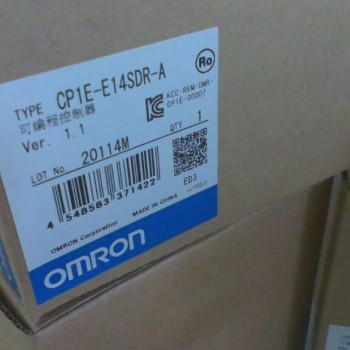 TYPE CP1E-E14SDR-A
可编程控制器
Ver. 1.1
LOT No. 20114M
QTY 1
KCC-REM-OMR-
CP1E-00007
4 548583 371422
ED3
OMRON Corporation MADE IN CHINA
OMRON